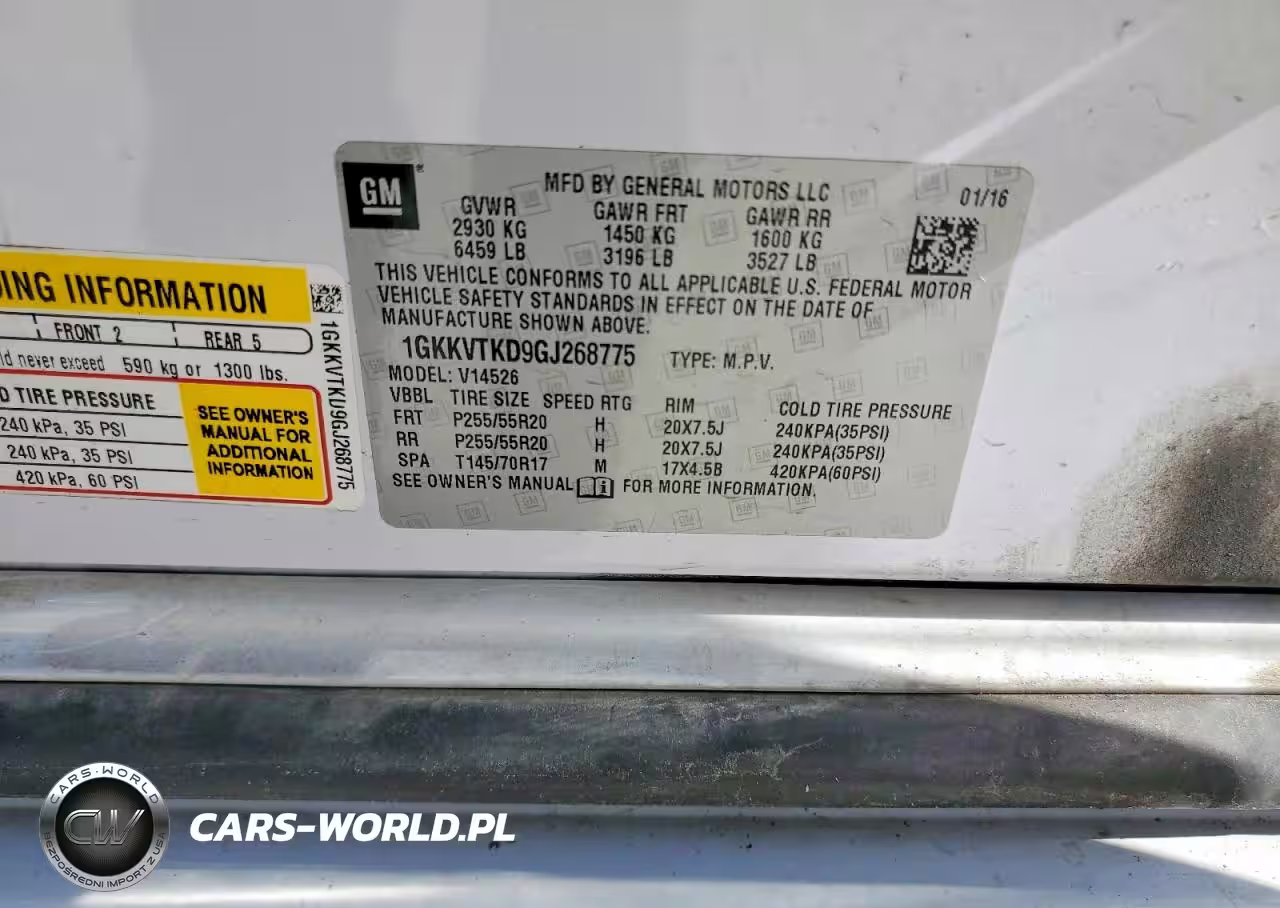 GM
MFD BY GENERAL MOTORS LLC
01/16
GVWR GAWR FRT GAWR RR
2930 KG 1450 KG 1600 KG
6459 LB 3196 LB 3527 LB
THIS VEHICLE CONFORMS TO ALL APPLICABLE U.S. FEDERAL MOTOR
VEHICLE SAFETY STANDARDS IN EFFECT ON THE DATE OF
MANUFACTURE SHOWN ABOVE.
1GKKVTKD9GJ268775 TYPE: M.P.V.
MODEL: V14526
VBBL TIRE SIZE SPEED RTG RIM COLD TIRE PRESSURE
FRT P255/55R20 H 20X7.5J 240KPA(35PSI)
RR P255/55R20 H 20X7.5J 240KPA(35PSI)
SPA T145/70R17 M 17X4.5B 420KPA(60PSI)
SEE OWNER'S MANUAL FOR MORE INFORMATION.
DING INFORMATION
FRONT 2 REAR 5
ld never exceed 590 kg or 1300 lbs.
D TIRE PRESSURE
240 kPa, 35 PSI
240 kPa, 35 PSI
420 kPa, 60 PSI
SEE OWNER'S
MANUAL FOR
ADDITIONAL
INFORMATION
1GKKVTKD9GJ268775
CARS-WORLD
CW
BEZPOŚREDNI IMPORT Z USA
CARS-WORLD.PL